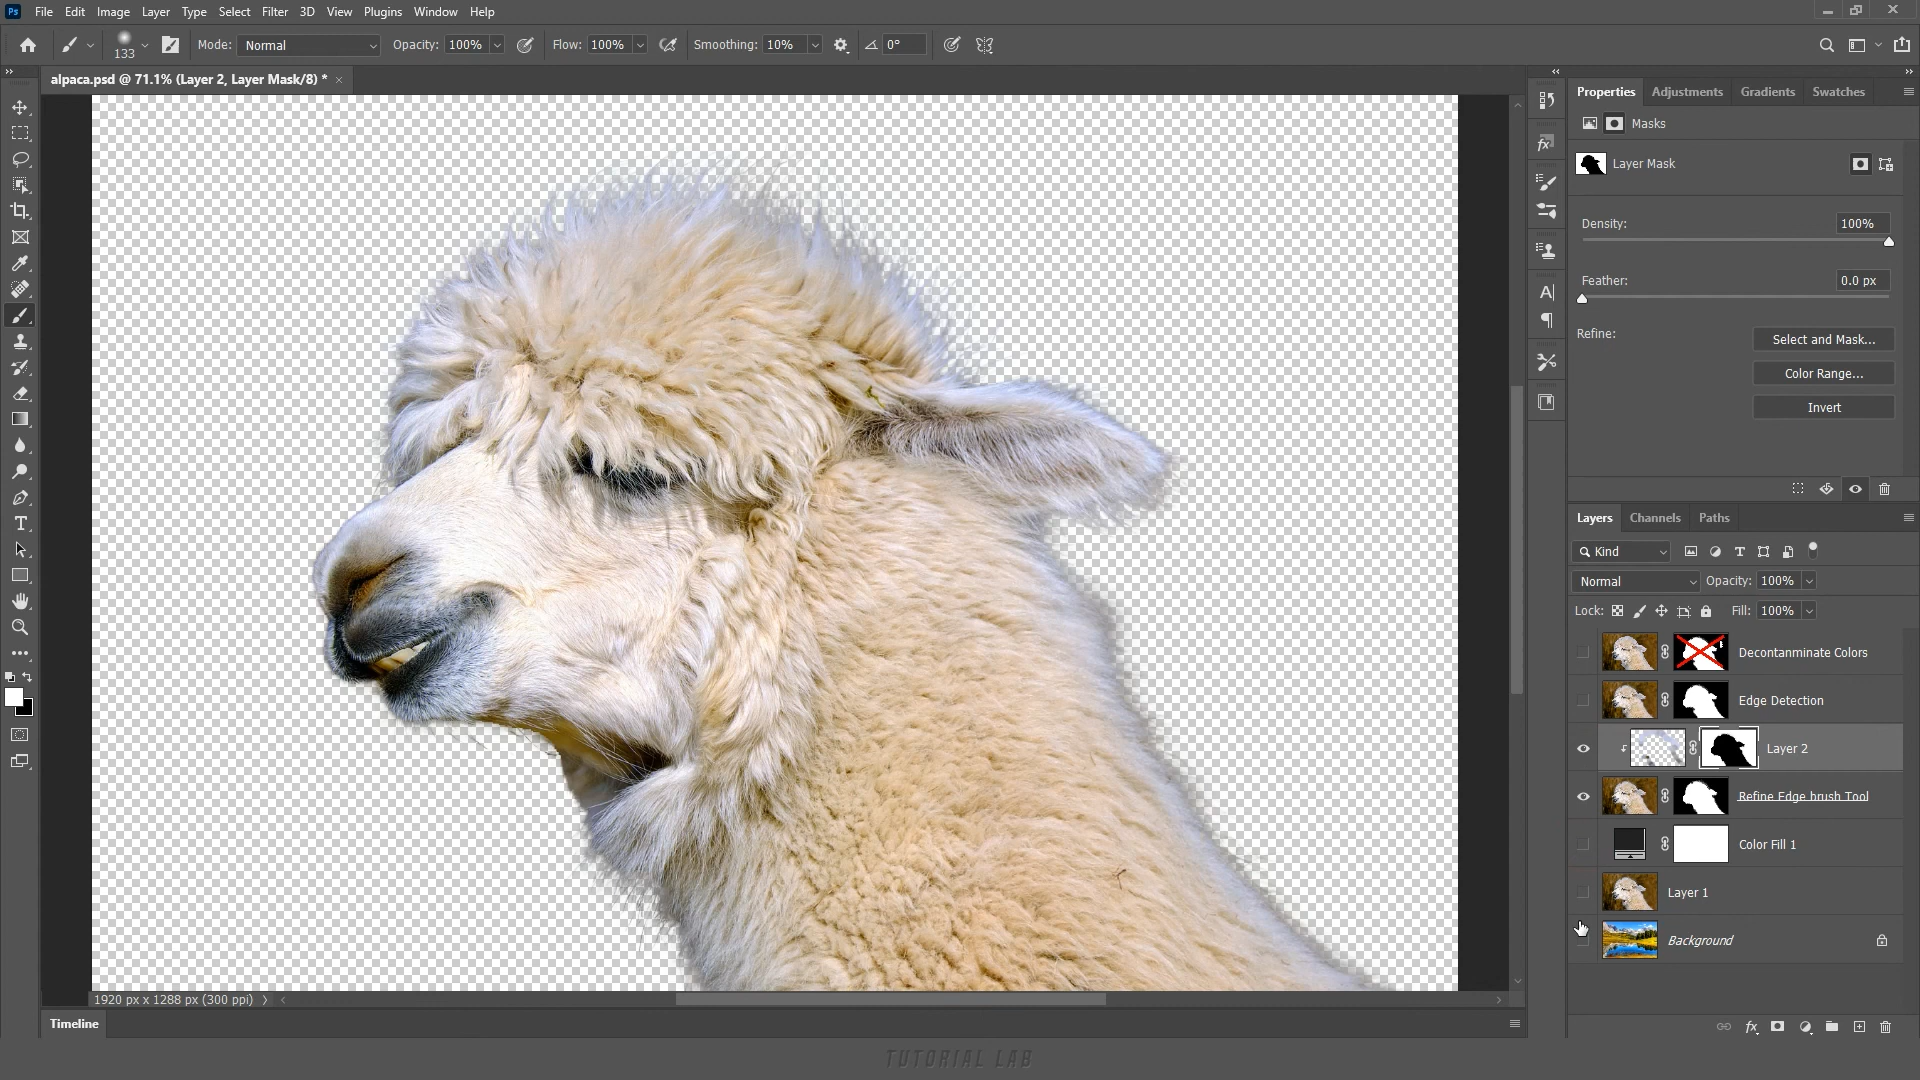 Ps File Edit Image Layer Type Select Filter 3D View Plugins Window Help
133 Mode: Normal Opacity: 100% Flow: 100% Smoothing: 10% 0°
alpaca.psd @ 71.1% (Layer 2, Layer Mask/8) *
Properties Adjustments Gradients Swatches
Masks
Layer Mask
Density: 100%
Feather: 0.0 px
Refine: Select and Mask...
Color Range...
Invert
Layers Channels Paths
Kind
Normal Opacity: 100%
Lock: Fill: 100%
Decontanminate Colors
Edge Detection
Layer 2
Refine Edge brush Tool
Color Fill 1
Layer 1
Background
1920 px x 1288 px (300 ppi)
Timeline
TUTORIAL LAB